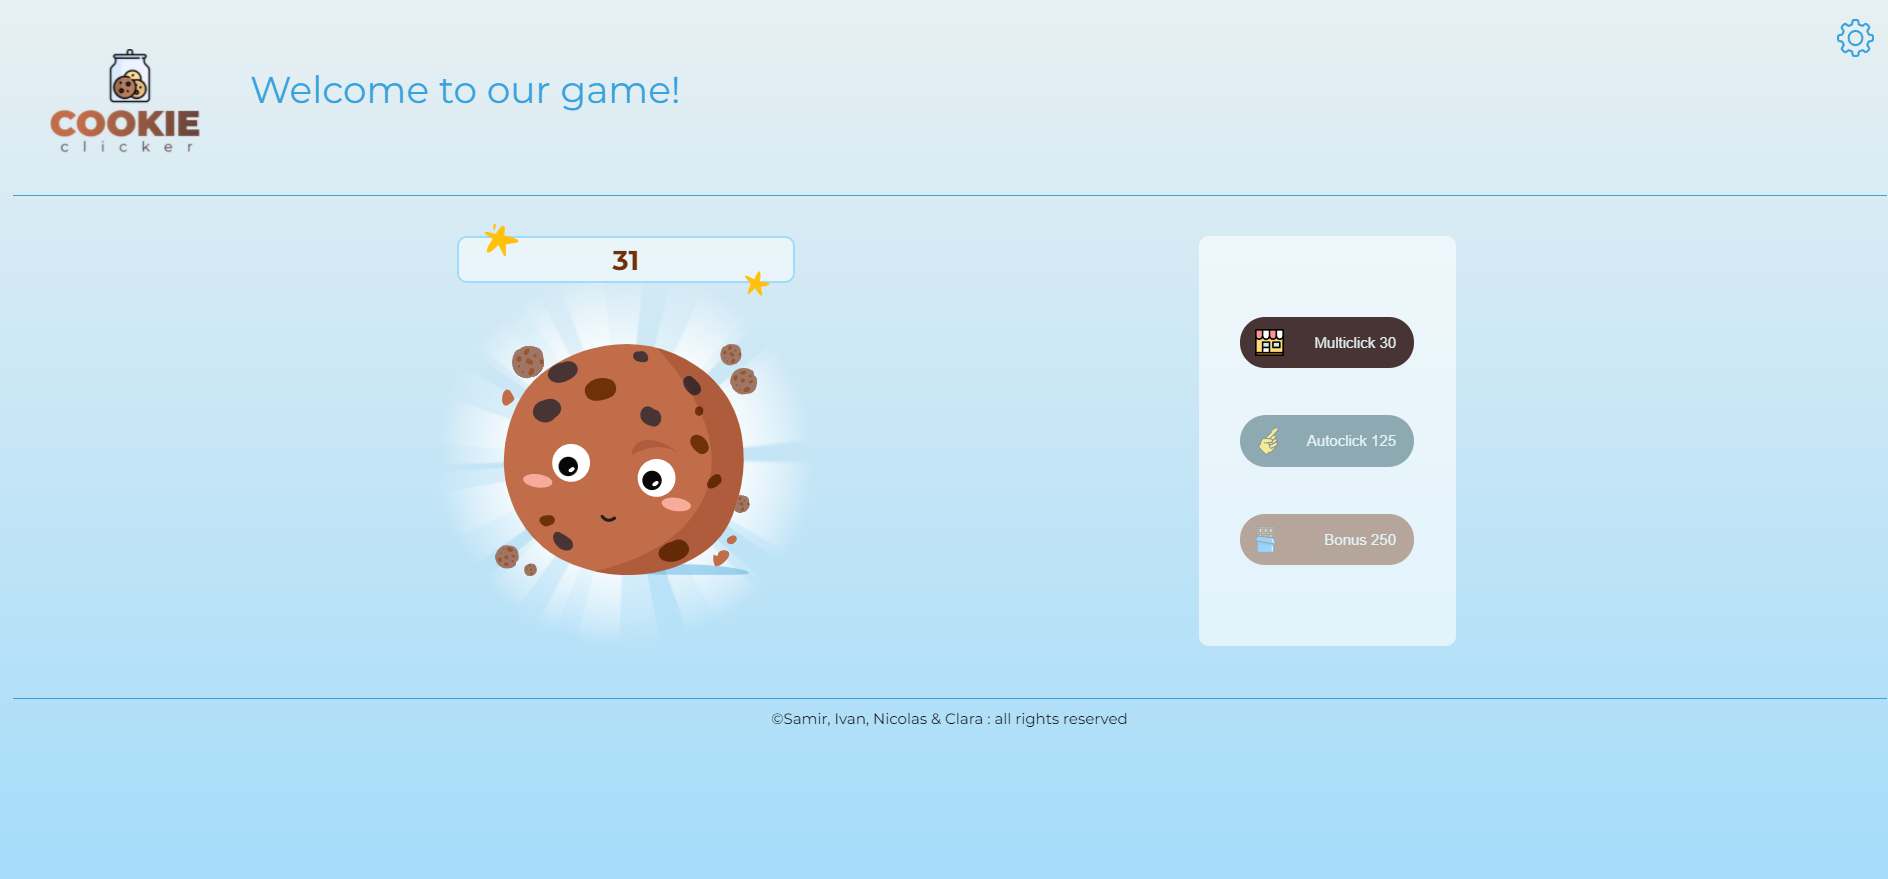 COOKIE
clicker
Welcome to our game!
31
Multiclick 30
Autoclick 125
Bonus 250
©Samir, Ivan, Nicolas & Clara : all rights reserved